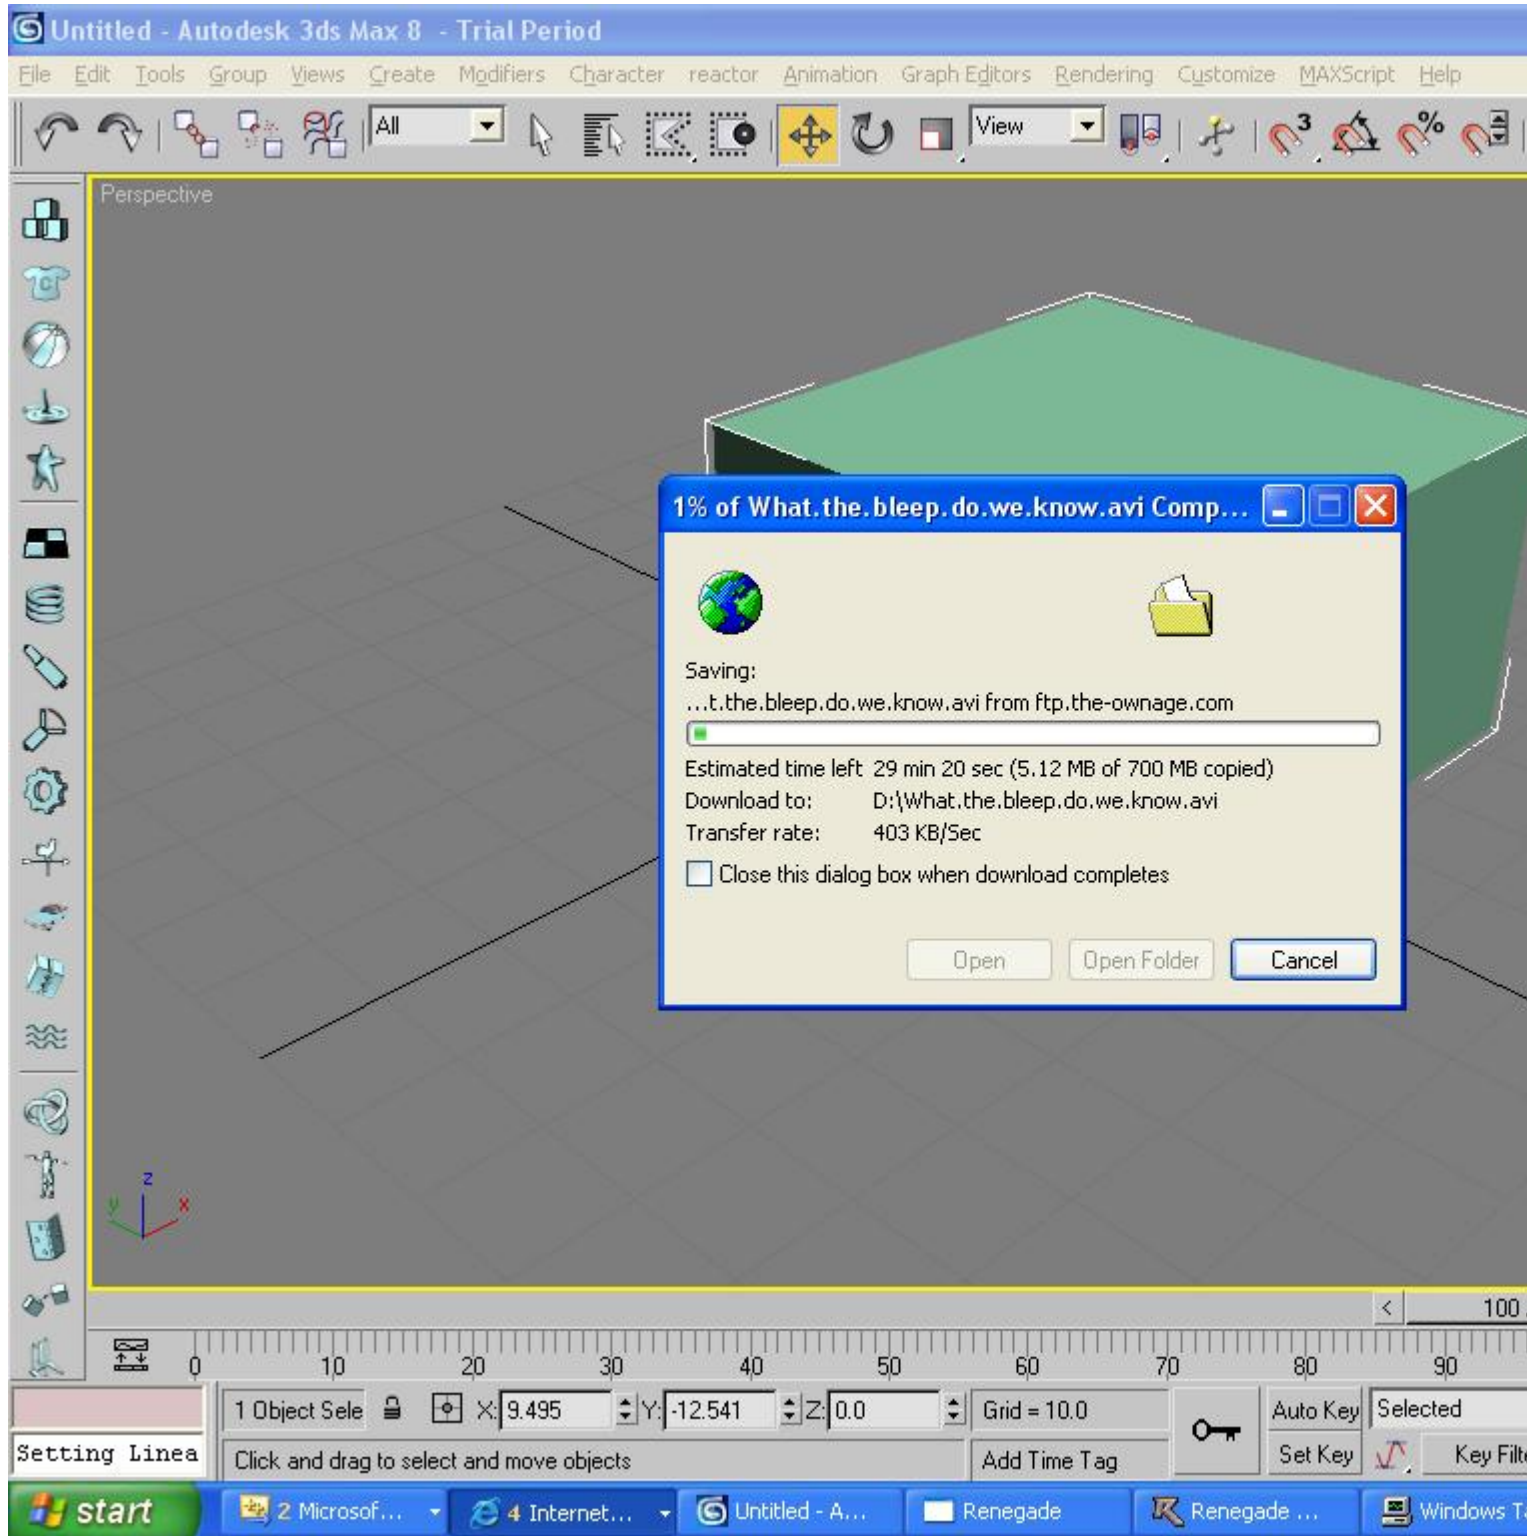 Untitled - Autodesk 3ds Max 8 - Trial Period
File Edit Tools Group Views Create Modifiers Character reactor Animation Graph Editors Rendering Customize MAXScript Help
All View 3 %
Perspective
1% of What.the.bleep.do.we.know.avi Comp...
Saving:
...t.the.bleep.do.we.know.avi from ftp.the-ownage.com
Estimated time left 29 min 20 sec (5.12 MB of 700 MB copied)
Download to: D:\What.the.bleep.do.we.know.avi
Transfer rate: 403 KB/Sec
Close this dialog box when download completes
Open Open Folder Cancel
z
y x
< 100
0 10 20 30 40 50 60 70 80 90
1 Object Sele X: 9.495 Y: -12.541 Z: 0.0 Grid = 10.0 Auto Key Selected
Setting Linea Click and drag to select and move objects Add Time Tag Set Key Key Filte
start 2 Microsof... 4 Internet... Untitled - A... Renegade Renegade ... Windows T